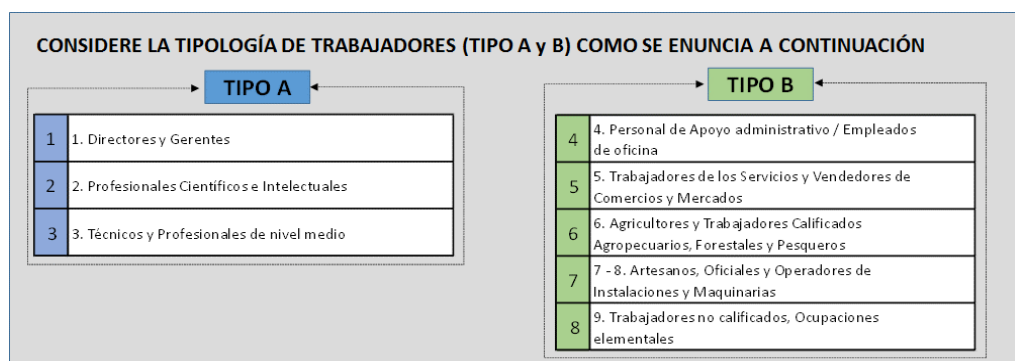 CONSIDERE LA TIPOLOGÍA DE TRABAJADORES (TIPO A y B) COMO SE ENUNCIA A CONTINUACIÓN
TIPO A
1 1. Directores y Gerentes
2 2. Profesionales Científicos e Intelectuales
3 3. Técnicos y Profesionales de nivel medio
TIPO B
4 4. Personal de Apoyo administrativo / Empleados
de oficina
5 5. Trabajadores de los Servicios y Vendedores de
Comercios y Mercados
6 6. Agricultores y Trabajadores Calificados
Agropecuarios, Forestales y Pesqueros
7 7 - 8. Artesanos, Oficiales y Operadores de
Instalaciones y Maquinarias
8 9. Trabajadores no calificados, Ocupaciones
elementales